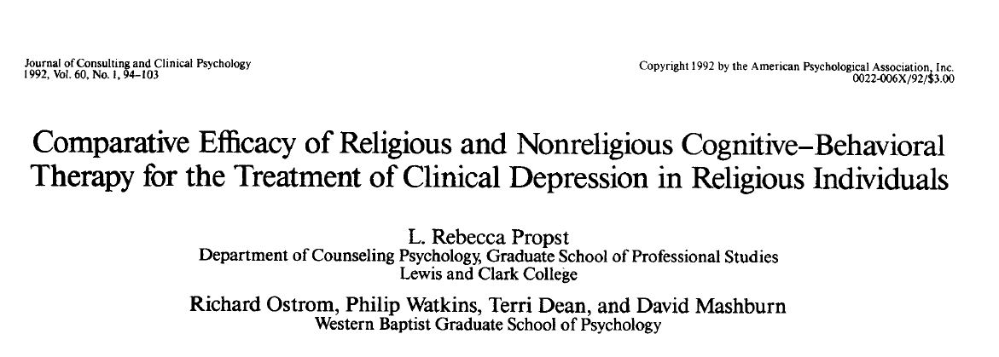 Journal of Consulting and Clinical Psychology
1992, Vol. 60, No. 1, 94–103
Copyright 1992 by the American Psychological Association, Inc.
0022-006X/92/$3.00
Comparative Efficacy of Religious and Nonreligious Cognitive–Behavioral
Therapy for the Treatment of Clinical Depression in Religious Individuals
L. Rebecca Propst
Department of Counseling Psychology, Graduate School of Professional Studies
Lewis and Clark College
Richard Ostrom, Philip Watkins, Terri Dean, and David Mashburn
Western Baptist Graduate School of Psychology